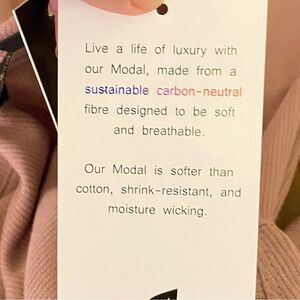 Live a life of luxury with
our Modal, made from a
sustainable carbon-neutral
fibre designed to be soft
and breathable.
Our Modal is softer than
cotton, shrink-resistant, and
moisture wicking.